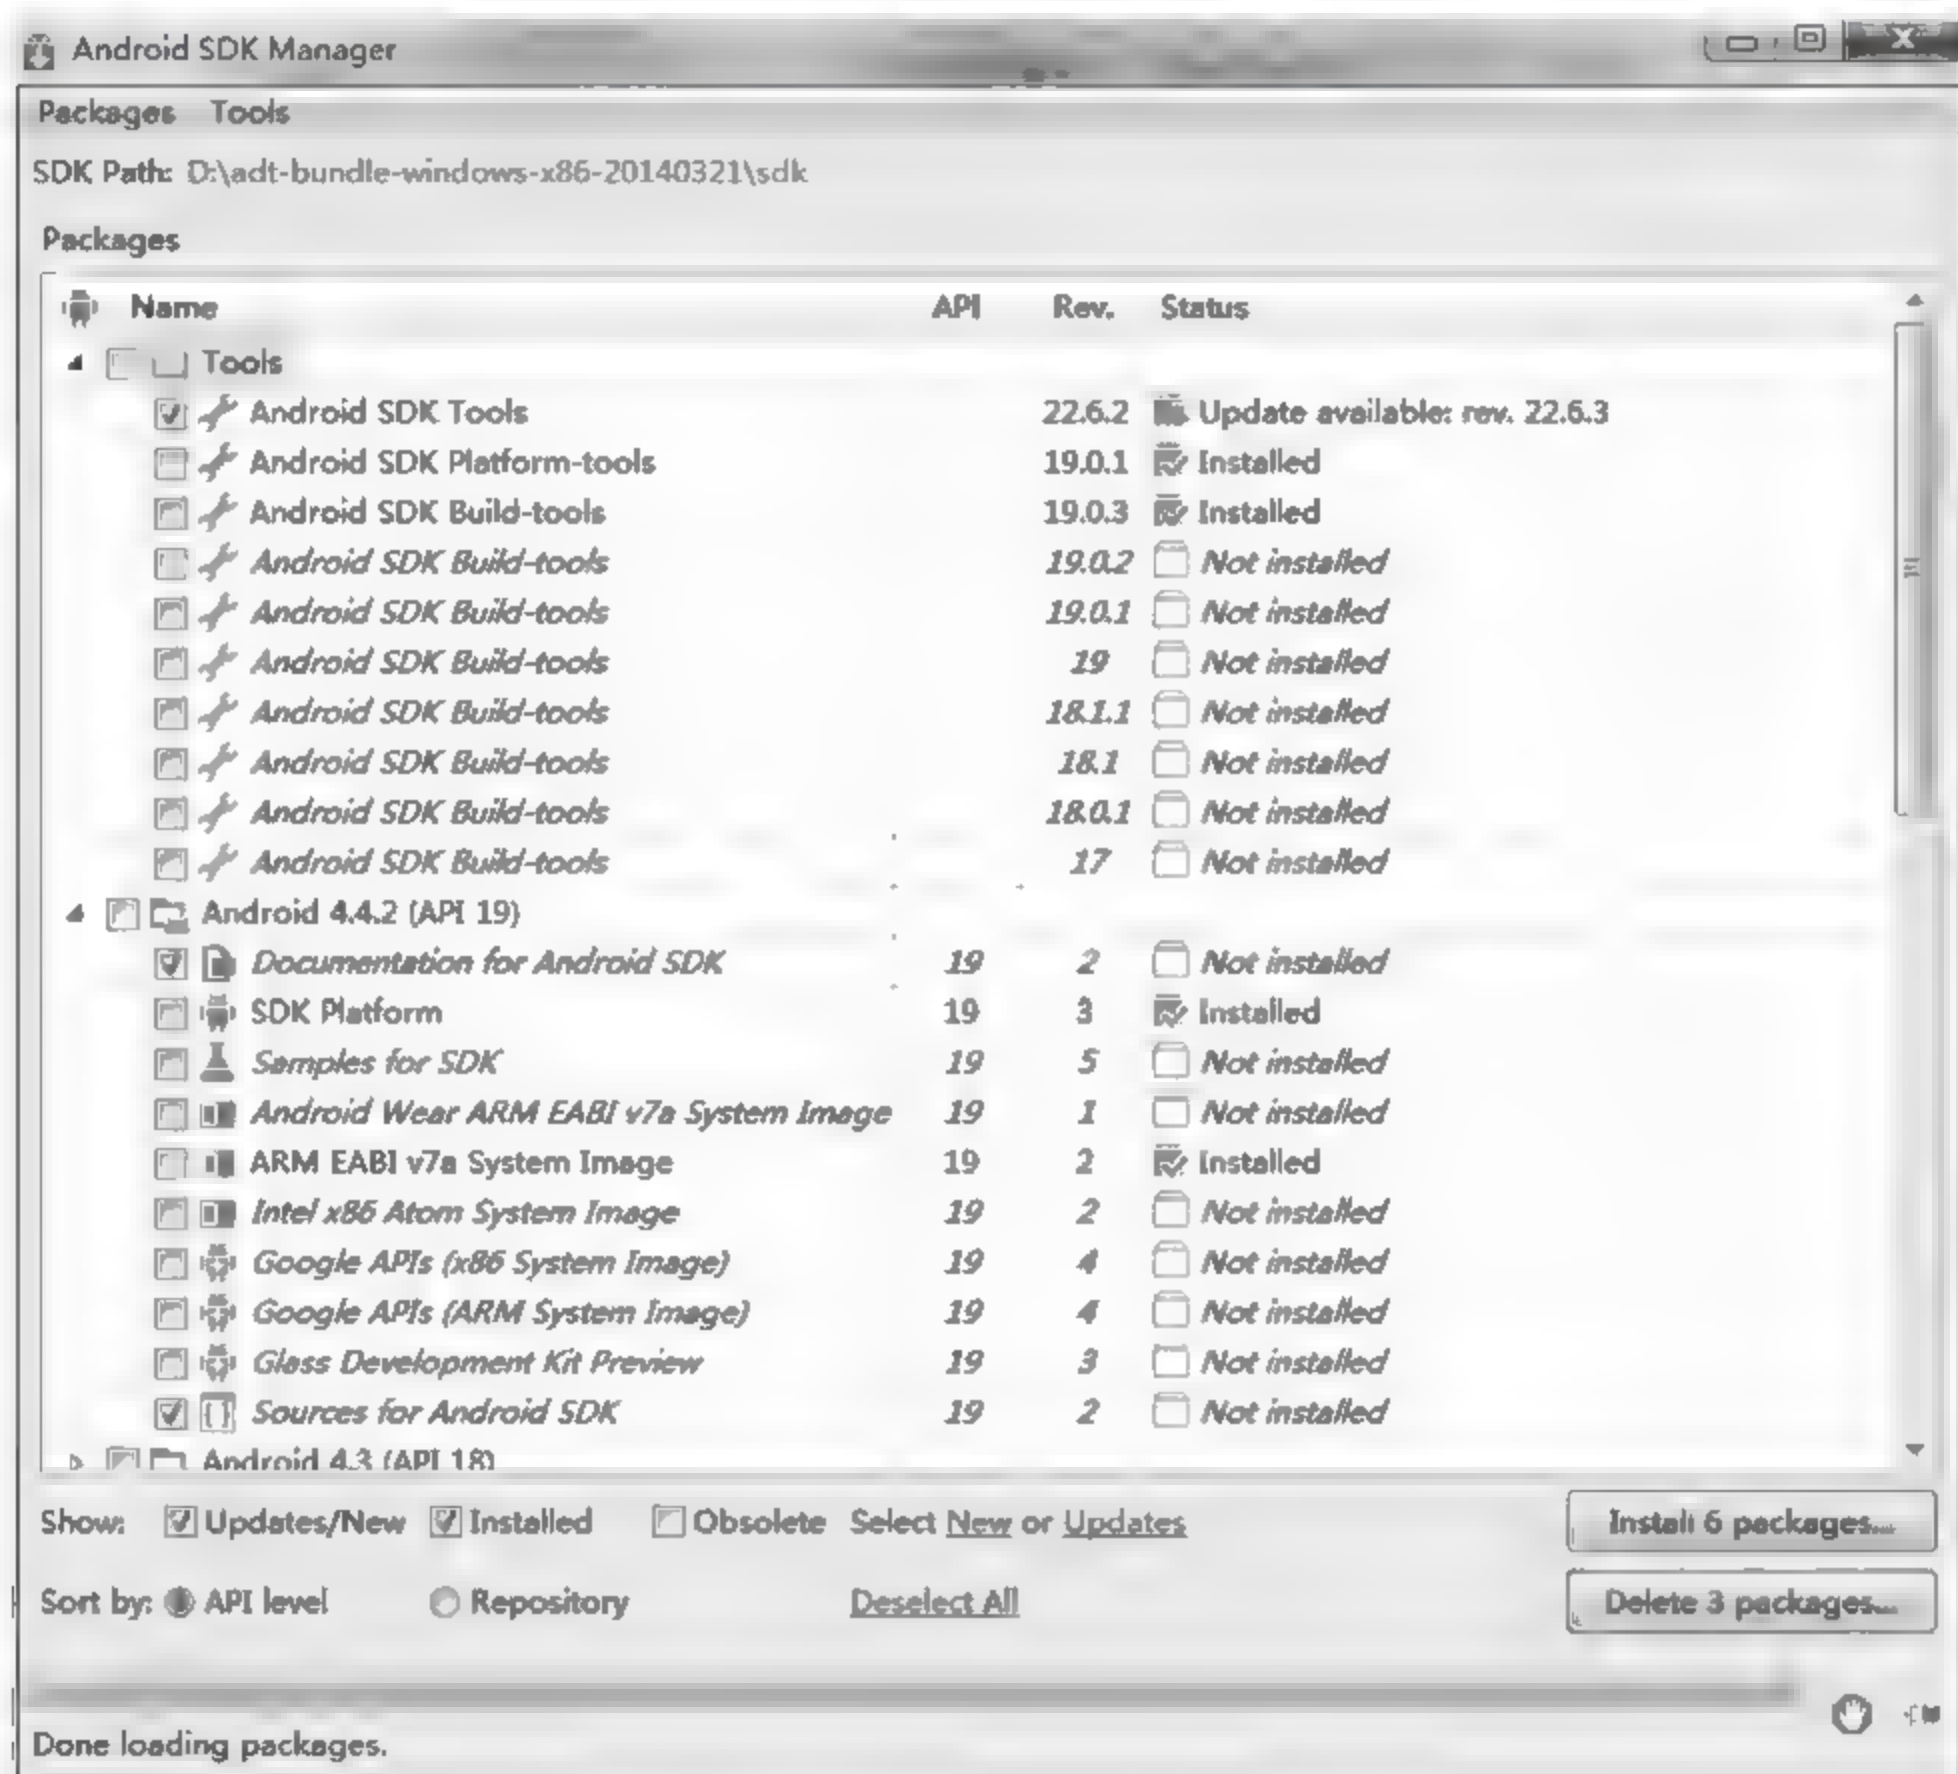 Android SDK Manager
Packages Tools
SDK Path: D:\adt-bundle-windows-x86-20140321\sdk
Packages
Name API Rev. Status
Tools
Android SDK Tools 22.6.2 Update available: rev. 22.6.3
Android SDK Platform-tools 19.0.1 Installed
Android SDK Build-tools 19.0.3 Installed
Android SDK Build-tools 19.0.2 Not installed
Android SDK Build-tools 19.0.1 Not installed
Android SDK Build-tools 19 Not installed
Android SDK Build-tools 18.1.1 Not installed
Android SDK Build-tools 18.1 Not installed
Android SDK Build-tools 18.0.1 Not installed
Android SDK Build-tools 17 Not installed
Android 4.4.2 (API 19)
Documentation for Android SDK 19 2 Not installed
SDK Platform 19 3 Installed
Samples for SDK 19 5 Not installed
Android Wear ARM EABI v7a System Image 19 1 Not installed
ARM EABI v7a System Image 19 2 Installed
Intel x86 Atom System Image 19 2 Not installed
Google APIs (x86 System Image) 19 4 Not installed
Google APIs (ARM System Image) 19 4 Not installed
Glass Development Kit Preview 19 3 Not installed
Sources for Android SDK 19 2 Not installed
Android 4.3 (API 18)
Show: Updates/New Installed Obsolete Select New or Updates Install 6 packages...
Sort by: API level Repository Deselect All Delete 3 packages...
Done loading packages.